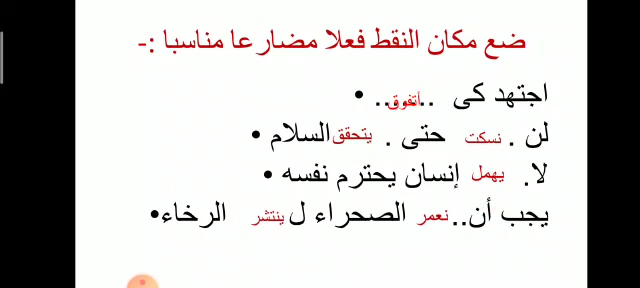 ضع مكان النقط فعلا مضارعا مناسبا :-
اجتهد كى ..أتفوق.. •
لن . نسكت حتى . يتحقق السلام •
لا. يهمل إنسان يحترم نفسه •
يجب أن.. نعمر الصحراء ل ينتشر الرخاء•